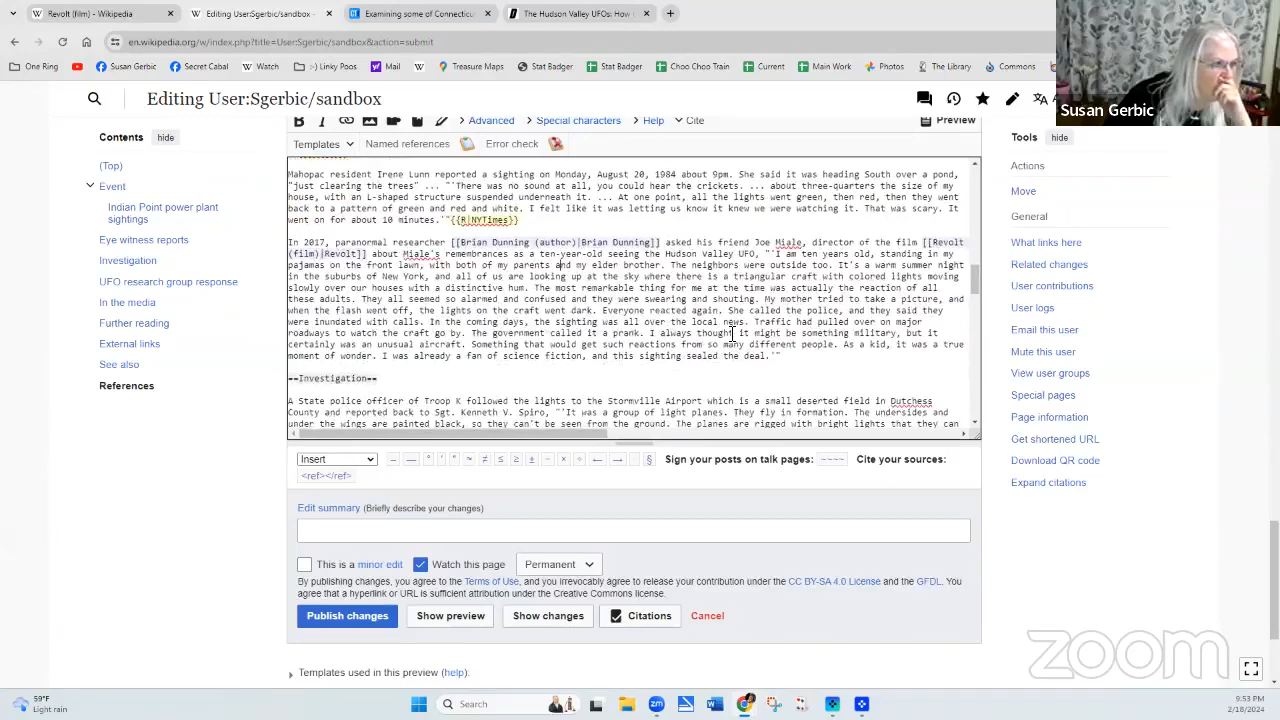 Revolt (film) - Wikipedia
Editing User:Sgerbic/sandbox -
Examining some of Connecticut
The Hudson Valley UFOs: How
en.wikipedia.org/w/index.php?title=User:Sgerbic/sandbox&action=submit
One Ring
Susan Gerbic
Secret Cabal
Watch
:-) Linky Poos
Mail
Treasure Maps
Stat Badger
Stat Badger
Choo Choo Train
Current
Main Work
Photos
The Library
Commons
Susan Gerbic
Editing User:Sgerbic/sandbox
Contents hide
(Top)
Event
Indian Point power plant
sightings
Eye witness reports
Investigation
UFO research group response
In the media
Further reading
External links
See also
References
B I Advanced Special characters Help Cite Preview
Templates Named references Error check
Mahopac resident Irene Lunn reported a sighting on Monday, August 20, 1984 about 9pm. She said it was heading South over a pond,
"just clearing the trees" ... "'There was no sound at all, you could hear the crickets. ... about three-quarters the size of my
house, with an L-shaped structure suspended underneath it. ... At one point, all the lights went green, then red, then they went
back to a pattern of green and red and white. I felt like it was letting us know it knew we were watching it. That was scary. It
went on for about 10 minutes.'"{{R|NYTimes}}
In 2017, paranormal researcher [[Brian Dunning (author)|Brian Dunning]] asked his friend Joe Miale, director of the film [[Revolt
(film)|Revolt]] about Miale's remembrances as a ten-year-old seeing the Hudson Valley UFO, "'I am ten years old, standing in my
pajamas on the front lawn, with both of my parents and my elder brother. The neighbors were outside too. It's a warm summer night
in the suburbs of New York, and all of us are looking up at the sky where there is a triangular craft with colored lights moving
slowly over our houses with a distinctive hum. The most remarkable thing for me at the time was actually the reaction of all
these adults. They all seemed so alarmed and confused and they were swearing and shouting. My mother tried to take a picture, and
when the flash went off, the lights on the craft went dark. Everyone reacted again. She called the police, and they said they
were inundated with calls. In the coming days, the sighting was all over the local news. Traffic had pulled over on major
roadways to watch the craft go by. The government called it a prank. I always thought it might be something military, but it
certainly was an unusual aircraft. Something that would get such reactions from so many different people. As a kid, it was a true
moment of wonder. I was already a fan of science fiction, and this sighting sealed the deal.'"
==Investigation==
A State police officer of Troop K followed the lights to the Stormville Airport which is a small deserted field in Dutchess
County and reported back to Sgt. Kenneth V. Spiro, "'It was a group of light planes. They fly in formation. The undersides and
under the wings are painted black, so they can't be seen from the ground. The planes are rigged with bright lights that they can
Insert – — ° ′ ″ ≈ ≠ ≤ ≥ ± − × ÷ ← → · § Sign your posts on talk pages: ~~~~ Cite your sources:
<ref></ref>
Edit summary (Briefly describe your changes)
This is a minor edit Watch this page Permanent
By publishing changes, you agree to the Terms of Use, and you irrevocably agree to release your contribution under the CC BY-SA 4.0 License and the GFDL. You
agree that a hyperlink or URL is sufficient attribution under the Creative Commons license.
Publish changes Show preview Show changes Citations Cancel
Templates used in this preview (help):
Tools hide
Actions
Move
General
What links here
Related changes
User contributions
User logs
Email this user
Mute this user
View user groups
Special pages
Page information
Get shortened URL
Download QR code
Expand citations
zoom
59°F
Light rain
Search
9:53 PM
2/18/2024